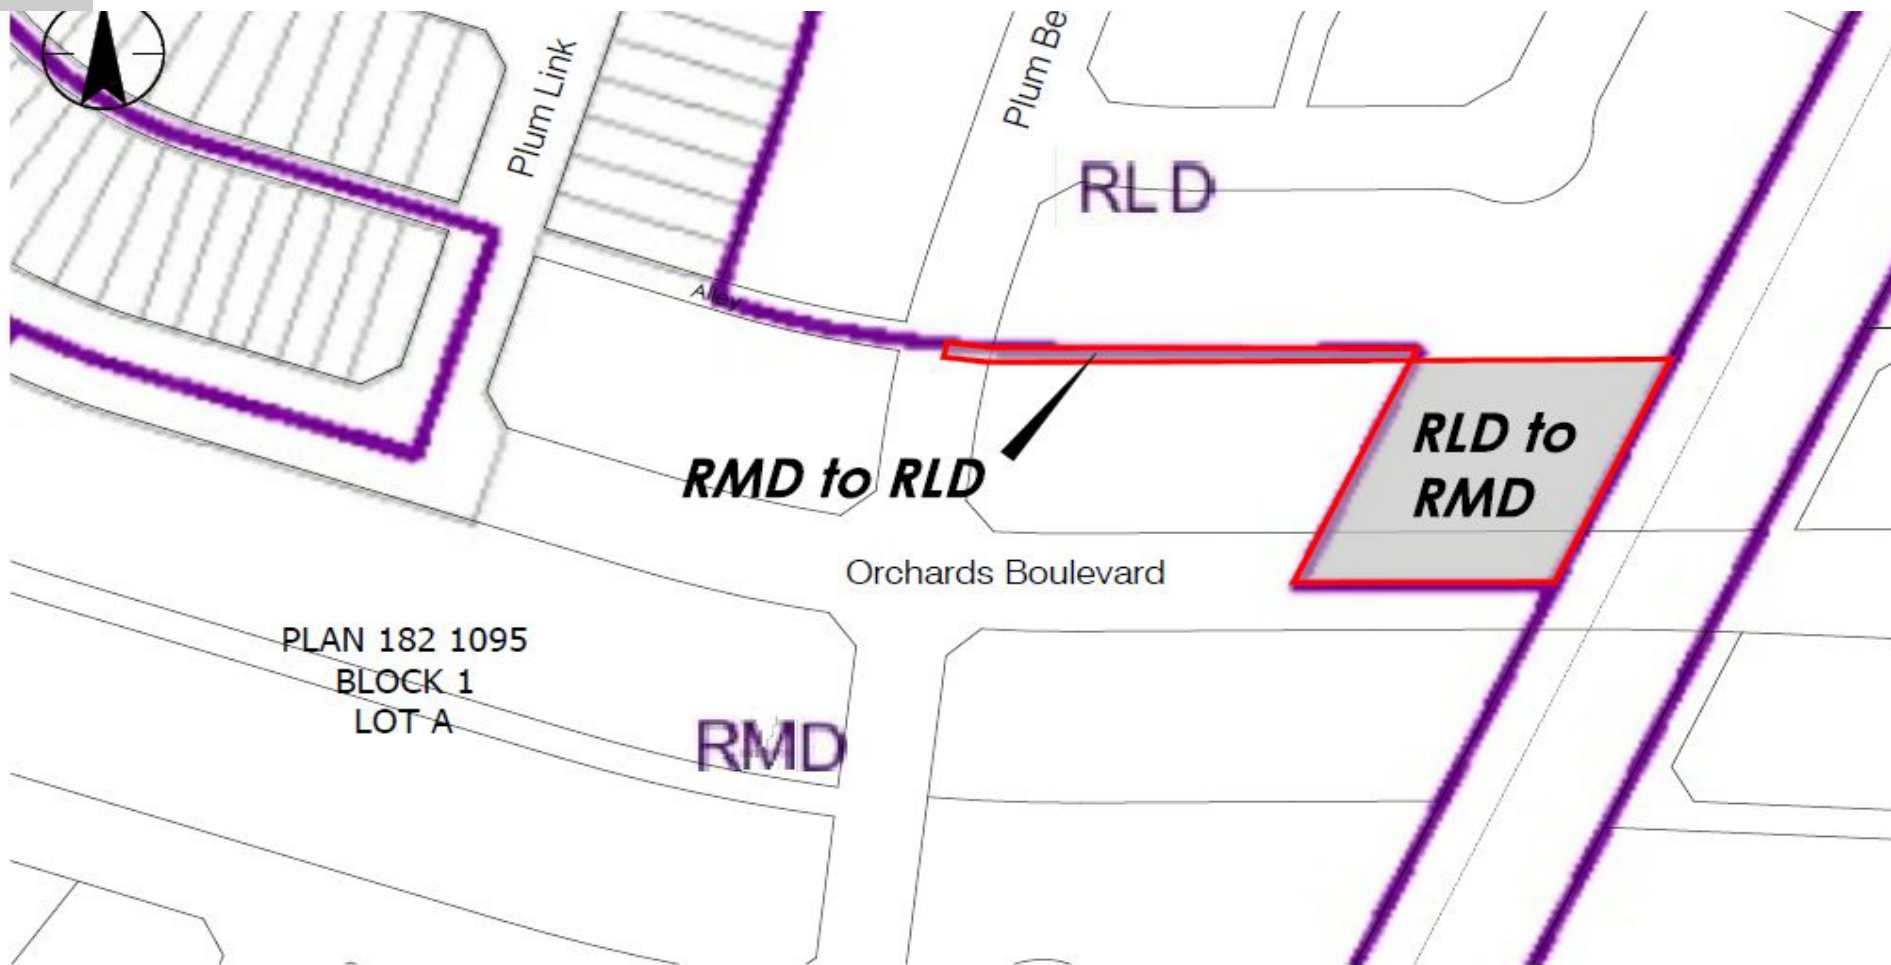 Plum Link
Plum Be
RLD
Alley
RLD to
RMD
RMD to RLD
Orchards Boulevard
PLAN 182 1095
BLOCK 1
LOT A
RMD